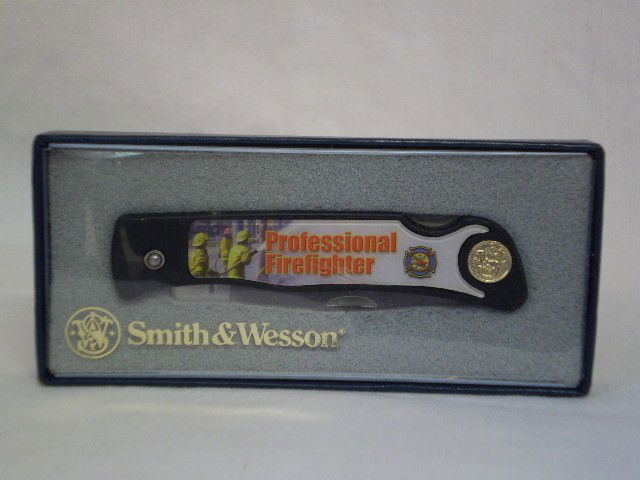 Professional
Firefighter
Smith & Wesson®